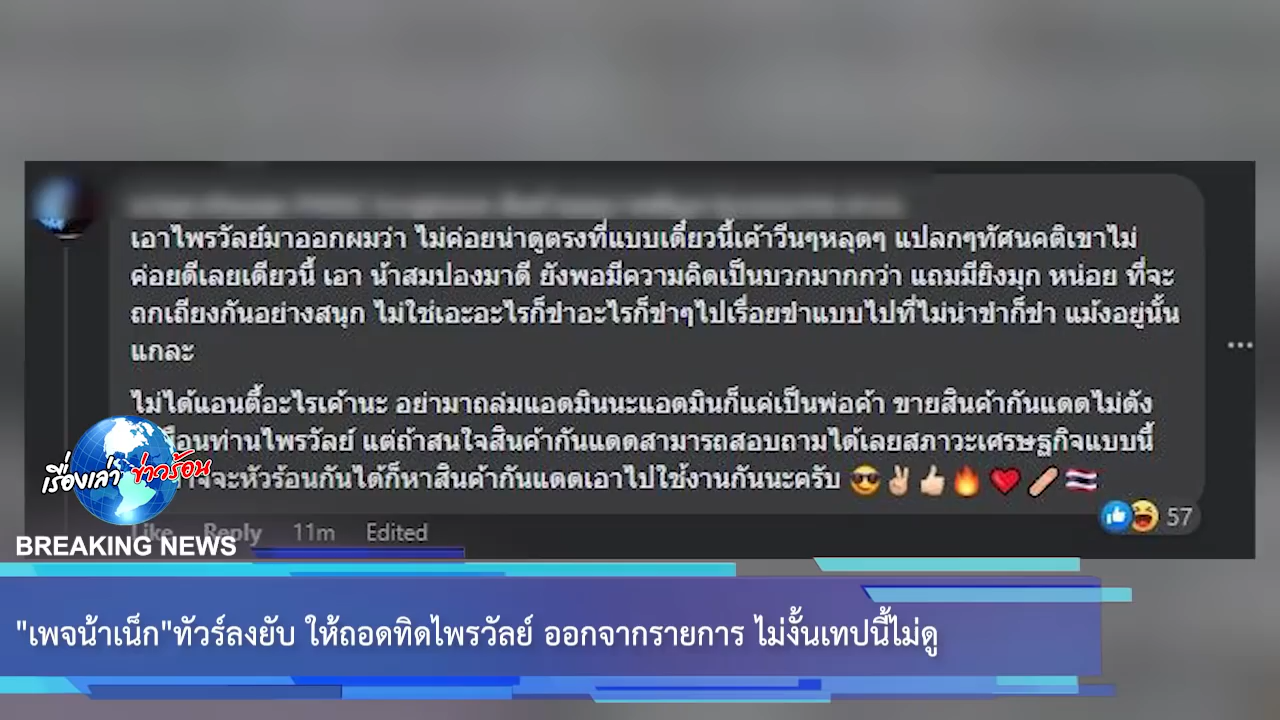 เอาไพรวัลย์มาออกผมว่า ไม่ค่อยน่าดูตรงที่แบบเดี๋ยวนี้เค้าวีนๆหลุดๆ แปลกๆทัศนคติเขาไม่
ค่อยดีเลยเดียวนี้ เอา น้าสมปองมาดี ยังพอมีความคิดเป็นบวกมากกว่า แถมมียิงมุก หน่อย ที่จะ
ถกเถียงกันอย่างสนุก ไม่ใช่เอะอะไรก็ขำอะไรก็ขำๆไปเรื่อยขำแบบไปที่ไม่น่าขำก็ขำ แม้งอยู่นั้น
แกละ
ไม่ได้แอนตี้อะไรเค้านะ อย่ามาถล่มแอดมินนะแอดมินก็แค่เป็นพ่อค้า ขายสินค้ากันแดดไม่ดัง
ท่านไพรวัลย์ แต่ถ้าสนใจสินค้ากันแดดสามารถสอบถามได้เลยสภาวะเศรษฐกิจแบบนี้
จะหัวร้อนกันได้ก็หาสินค้ากันแดดเอาไปใช้งานกันนะครับ 😎✌🏻👍🏻🔥❤️🩹🇹🇭
57
Like Reply 11m Edited
เรื่องเล่า ข่าวร้อน
BREAKING NEWS
"เพจน้าเน็ก"ทัวร์ลงยับ ให้ถอดทิดไพรวัลย์ ออกจากรายการ ไม่งั้นเทปนี้ไม่ดู